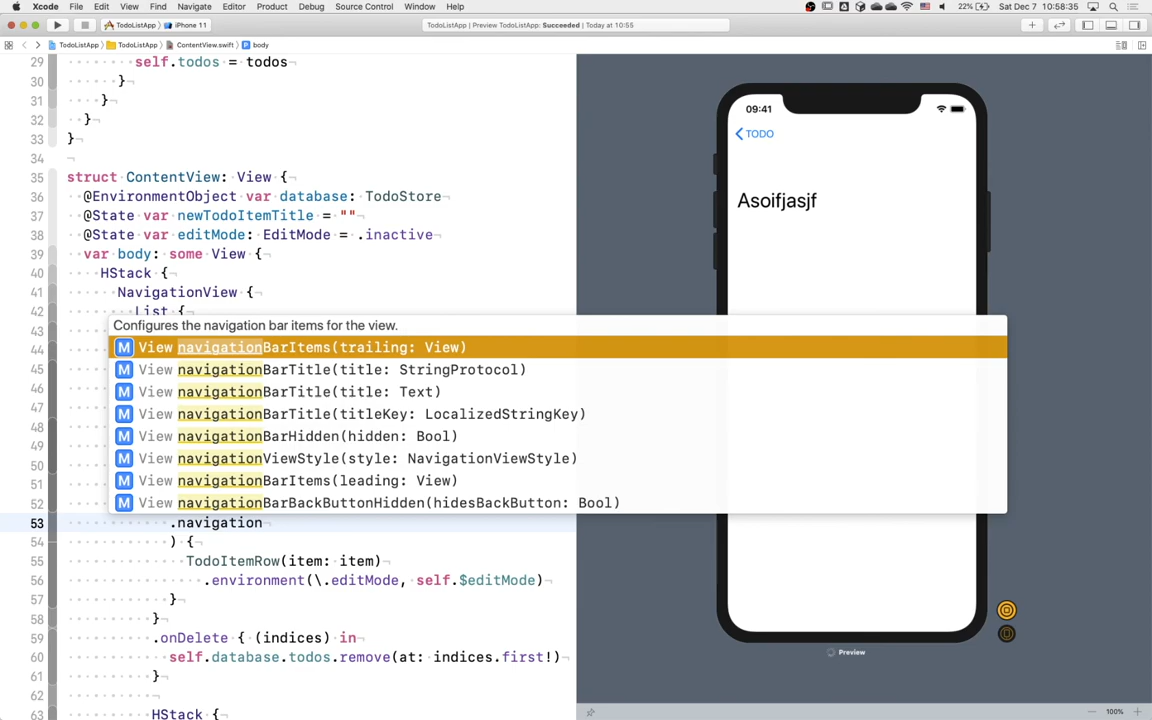 Xcode File Edit View Find Navigate Editor Product Debug Source Control Window Help 22% Sat Dec 7 10:58:35
TodoListApp iPhone 11 TodoListApp | Preview TodoListApp: Succeeded | Today at 10:55
TodoListApp TodoListApp ContentView.swift body
29 self.todos = todos
30 }
31 }
32 }
33 }
34
35 struct ContentView: View {
36 @EnvironmentObject var database: TodoStore
37 @State var newTodoItemTitle = ""
38 @State var editMode: EditMode = .inactive
39 var body: some View {
40 HStack {
41 NavigationView {
42 List {
43
Configures the navigation bar items for the view.
44
M View navigationBarItems(trailing: View)
45
M View navigationBarTitle(title: StringProtocol)
46
M View navigationBarTitle(title: Text)
47
M View navigationBarTitle(titleKey: LocalizedStringKey)
48
M View navigationBarHidden(hidden: Bool)
49
50
M View navigationViewStyle(style: NavigationViewStyle)
51
M View navigationBarItems(leading: View)
52
M View navigationBarBackButtonHidden(hidesBackButton: Bool)
53 .navigation
54 ) {
55 TodoItemRow(item: item)
56 .environment(\.editMode, self.$editMode)
57 }
58 }
59 .onDelete { (indices) in
60 self.database.todos.remove(at: indices.first!)
61 }
62
63 HStack {
09:41
TODO
Asoifjasjf
Preview
100%